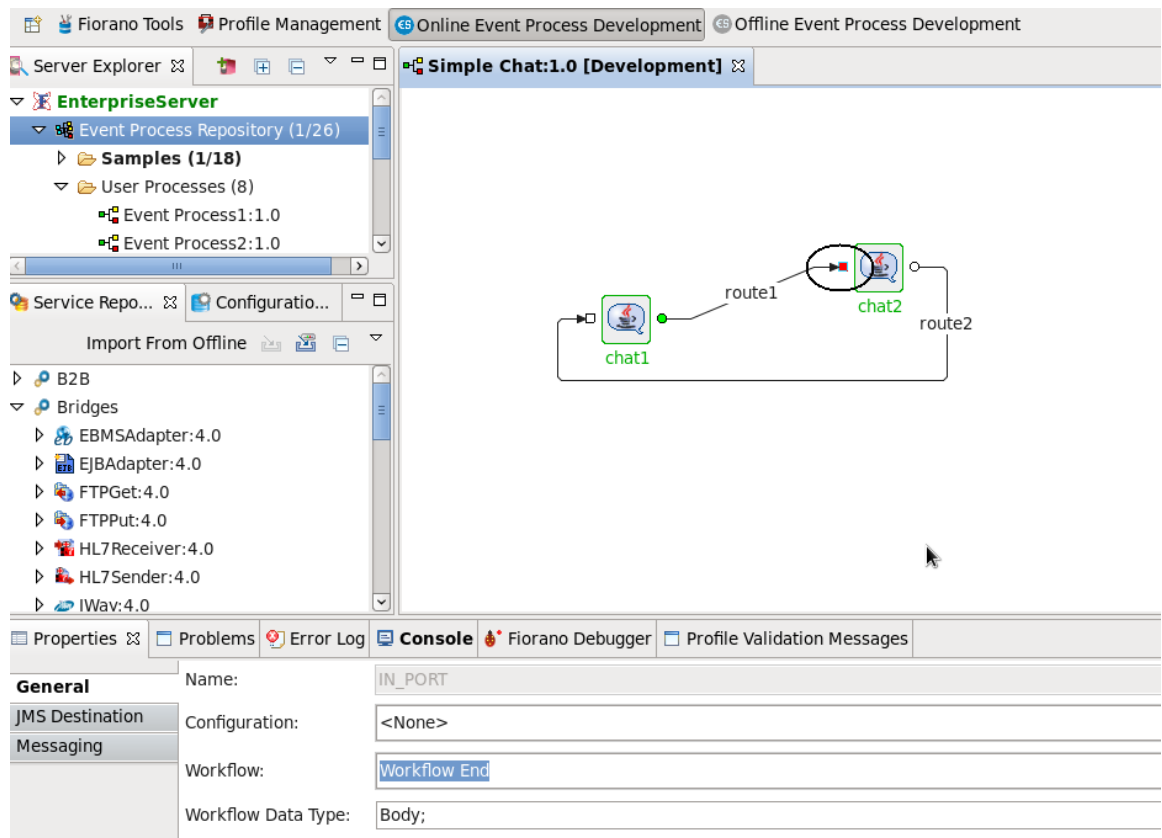 Fiorano Tools Profile Management Online Event Process Development Offline Event Process Development
Server Explorer
Simple Chat:1.0 [Development]
EnterpriseServer
Event Process Repository (1/26)
Samples (1/18)
User Processes (8)
Event Process1:1.0
Event Process2:1.0
Service Repo... Configuratio...
Import From Offline
B2B
Bridges
EBMSAdapter:4.0
EJBAdapter:4.0
FTPGet:4.0
FTPPut:4.0
HL7Receiver:4.0
HL7Sender:4.0
IWay:4.0
route1
chat2
route2
chat1
Properties Problems Error Log Console Fiorano Debugger Profile Validation Messages
General
JMS Destination
Messaging
Name: IN_PORT
Configuration: <None>
Workflow: Workflow End
Workflow Data Type: Body;